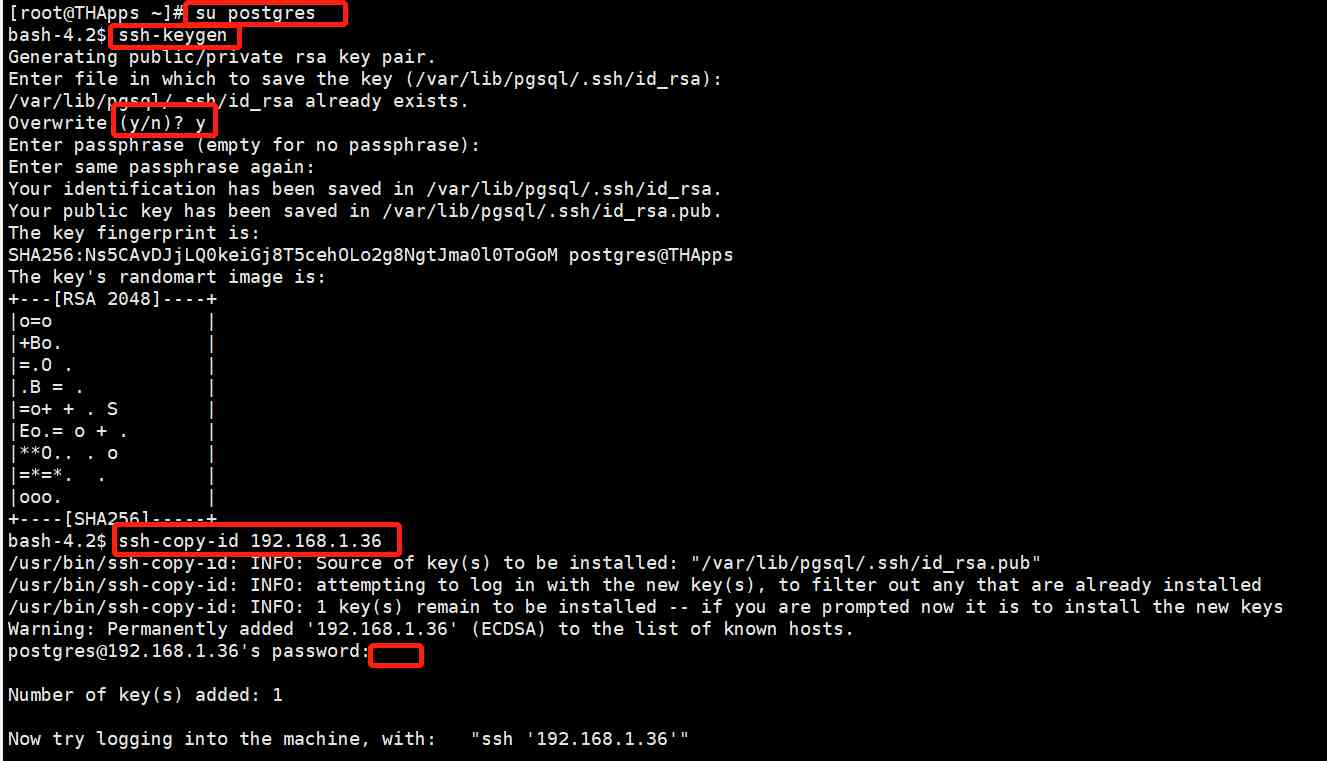 [root@THApps ~]# su postgres
bash-4.2$ ssh-keygen
Generating public/private rsa key pair.
Enter file in which to save the key (/var/lib/pgsql/.ssh/id_rsa):
/var/lib/pgsql/.ssh/id_rsa already exists.
Overwrite (y/n)? y
Enter passphrase (empty for no passphrase):
Enter same passphrase again:
Your identification has been saved in /var/lib/pgsql/.ssh/id_rsa.
Your public key has been saved in /var/lib/pgsql/.ssh/id_rsa.pub.
The key fingerprint is:
SHA256:Ns5CAvDJjLQ0keiGj8T5cehOLo2g8NgtJma0l0ToGoM postgres@THApps
The key's randomart image is:
+---[RSA 2048]----+
|o=o              |
|+Bo.             |
|=.O .            |
|.B = .           |
|=o+ + . S        |
|Eo.= o + .       |
|**O.. . o        |
|=*=*.  .         |
|ooo.             |
+----[SHA256]-----+
bash-4.2$ ssh-copy-id 192.168.1.36
/usr/bin/ssh-copy-id: INFO: Source of key(s) to be installed: "/var/lib/pgsql/.ssh/id_rsa.pub"
/usr/bin/ssh-copy-id: INFO: attempting to log in with the new key(s), to filter out any that are already installed
/usr/bin/ssh-copy-id: INFO: 1 key(s) remain to be installed -- if you are prompted now it is to install the new keys
Warning: Permanently added '192.168.1.36' (ECDSA) to the list of known hosts.
postgres@192.168.1.36's password:
Number of key(s) added: 1
Now try logging into the machine, with:   "ssh '192.168.1.36'"